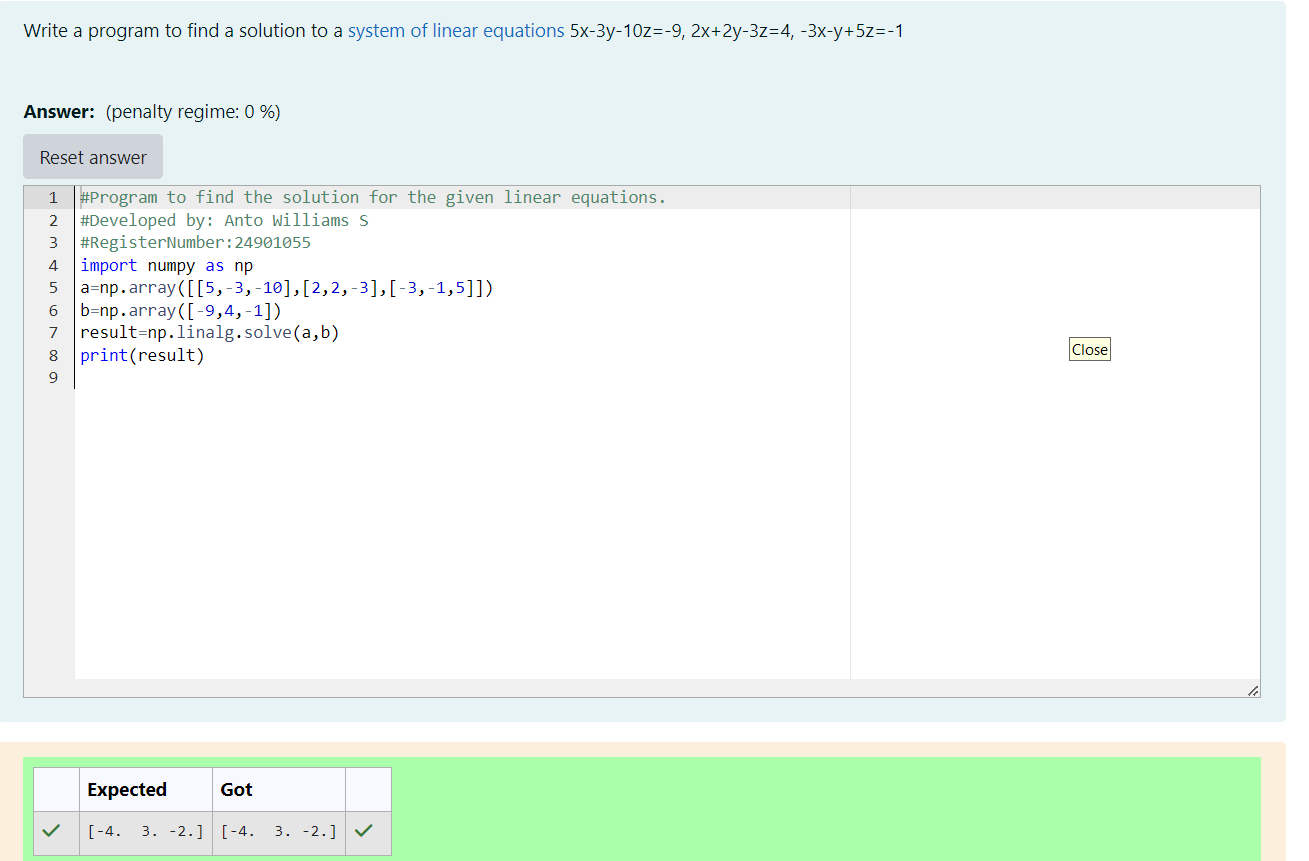 Write a program to find a solution to a system of linear equations 5x-3y-10z=-9, 2x+2y-3z=4, -3x-y+5z=-1
Answer: (penalty regime: 0 %)
Reset answer
1 #Program to find the solution for the given linear equations.
2 #Developed by: Anto Williams S
3 #RegisterNumber:24901055
4 import numpy as np
5 a=np.array([[5,-3,-10],[2,2,-3],[-3,-1,5]])
6 b=np.array([-9,4,-1])
7 result=np.linalg.solve(a,b)
8 print(result)
9
Close
Expected Got
[-4.  3. -2.] [-4.  3. -2.]